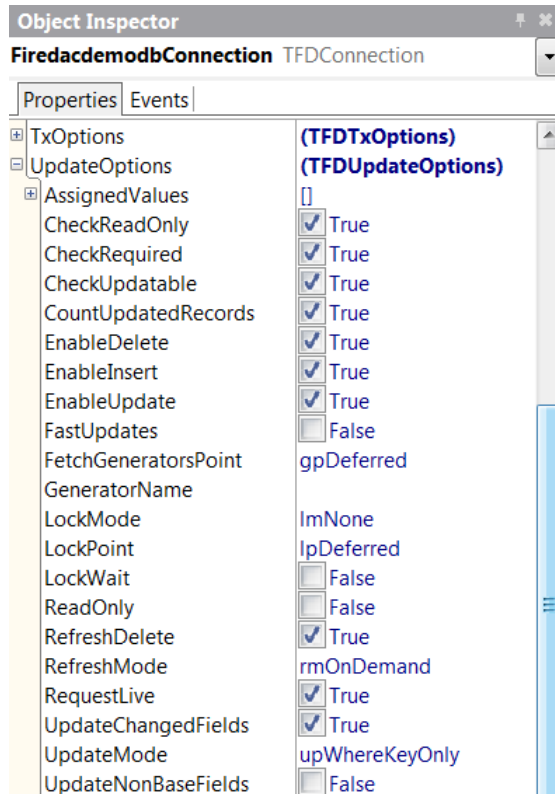 Object Inspector
FiredacdemodbConnection TFDConnection
Properties Events
TxOptions (TFDTxOptions)
UpdateOptions (TFDUpdateOptions)
AssignedValues []
CheckReadOnly True
CheckRequired True
CheckUpdatable True
CountUpdatedRecords True
EnableDelete True
EnableInsert True
EnableUpdate True
FastUpdates False
FetchGeneratorsPoint gpDeferred
GeneratorName
LockMode lmNone
LockPoint lpDeferred
LockWait False
ReadOnly False
RefreshDelete True
RefreshMode rmOnDemand
RequestLive True
UpdateChangedFields True
UpdateMode upWhereKeyOnly
UpdateNonBaseFields False